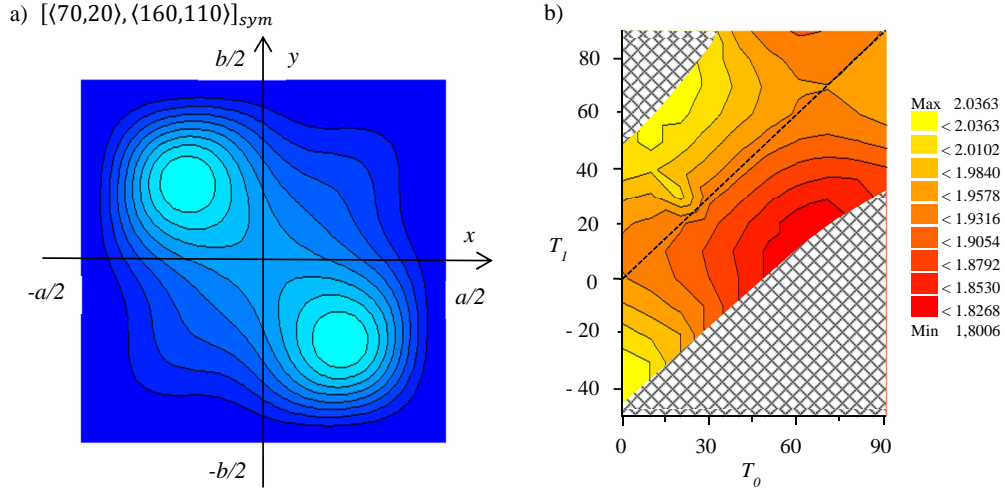 a) [⟨70,20⟩, ⟨160,110⟩]sym
b/2
y
x
-a/2
a/2
-b/2
b)
80
60
40
20
0
- 20
- 40
T1
0
30
60
90
T0
Max 2.0363
< 2.0363
< 2.0102
< 1.9840
< 1.9578
< 1.9316
< 1.9054
< 1.8792
< 1.8530
< 1.8268
Min 1,8006